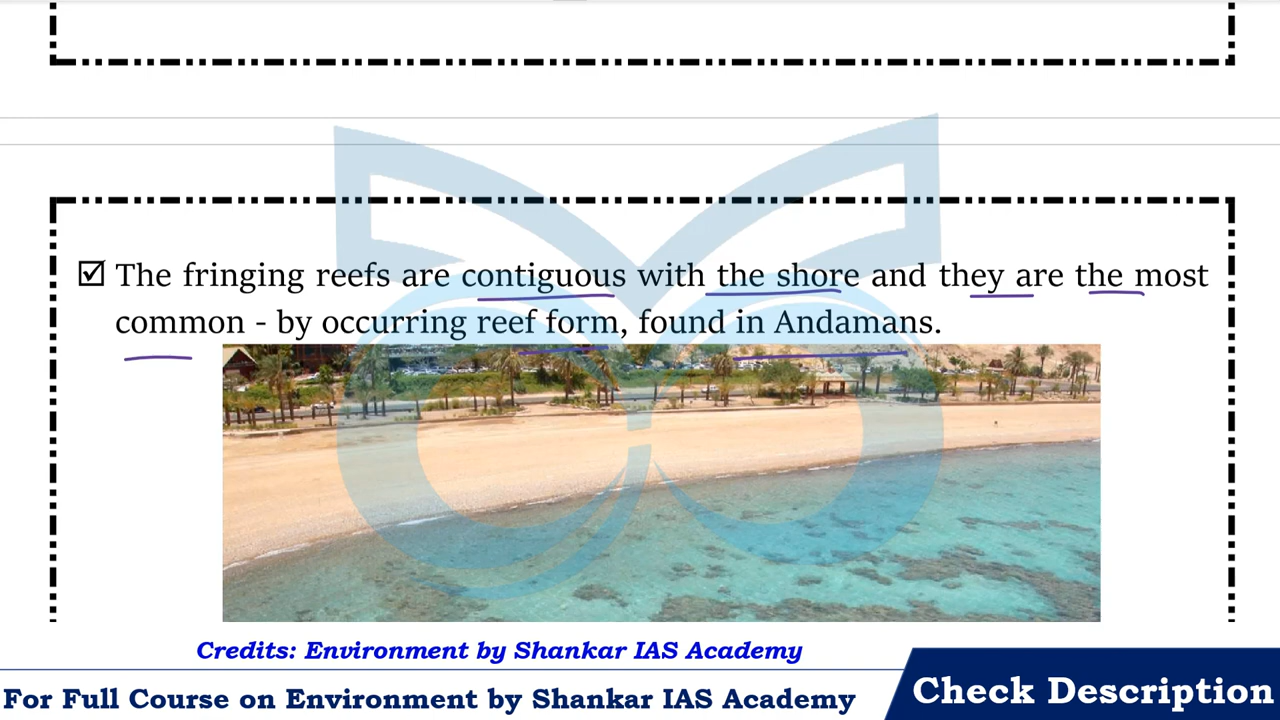 ☑ The fringing reefs are contiguous with the shore and they are the most
common - by occurring reef form, found in Andamans.
Credits: Environment by Shankar IAS Academy
For Full Course on Environment by Shankar IAS Academy
Check Description